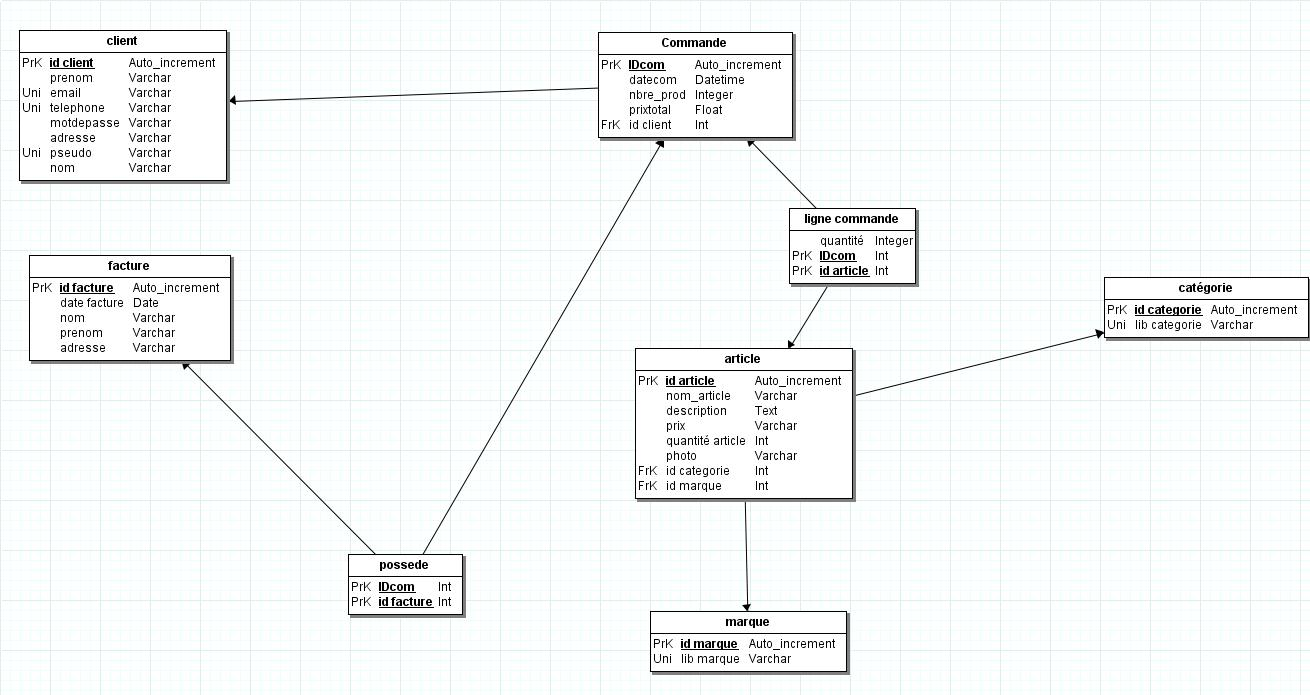 client
PrK id client Auto_increment
prenom Varchar
Uni email Varchar
Uni telephone Varchar
motdepasse Varchar
adresse Varchar
Uni pseudo Varchar
nom Varchar
Commande
PrK IDcom Auto_increment
datecom Datetime
nbre_prod Integer
prixtotal Float
FrK id client Int
ligne commande
quantité Integer
PrK IDcom Int
PrK id article Int
facture
PrK id facture Auto_increment
date facture Date
nom Varchar
prenom Varchar
adresse Varchar
catégorie
PrK id categorie Auto_increment
Uni lib categorie Varchar
article
PrK id article Auto_increment
nom_article Varchar
description Text
prix Varchar
quantité article Int
photo Varchar
FrK id categorie Int
FrK id marque Int
possede
PrK IDcom Int
PrK id facture Int
marque
PrK id marque Auto_increment
Uni lib marque Varchar